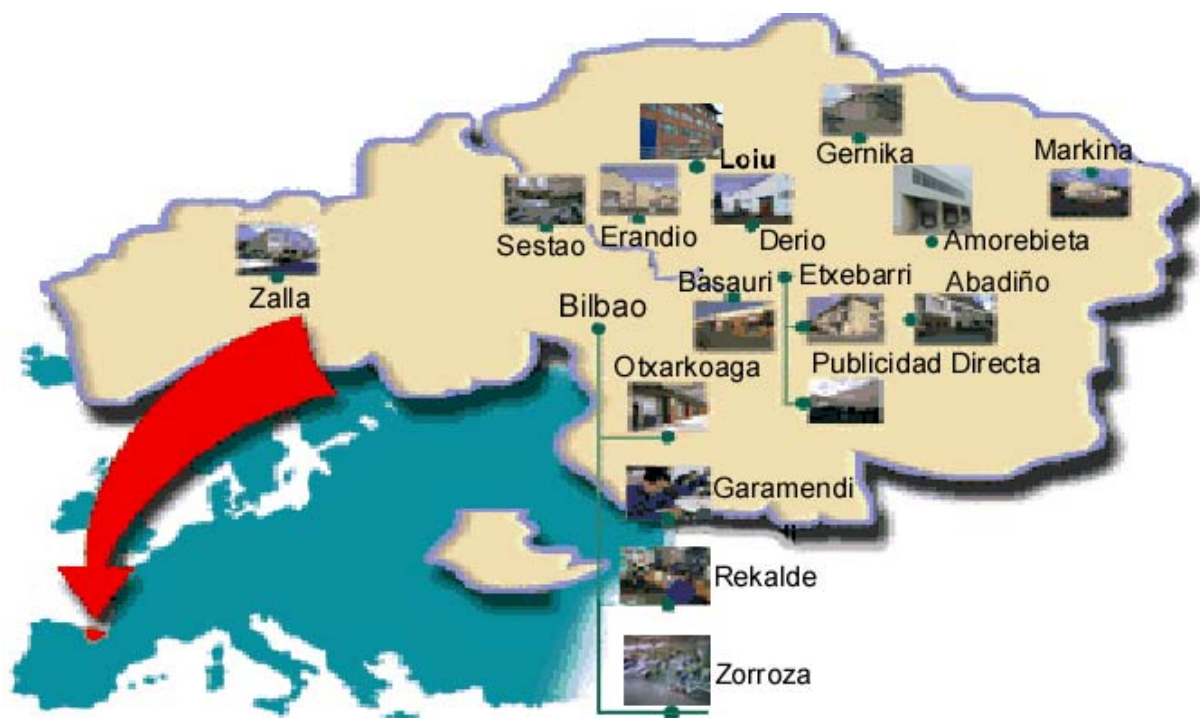 Gernika
Markina
Loiu
Sestao
Erandio
Derio
Amorebieta
Zalla
Basauri
Etxebarri
Abadiño
Bilbao
Otxarkoaga
Publicidad Directa
Garamendi
Rekalde
Zorroza